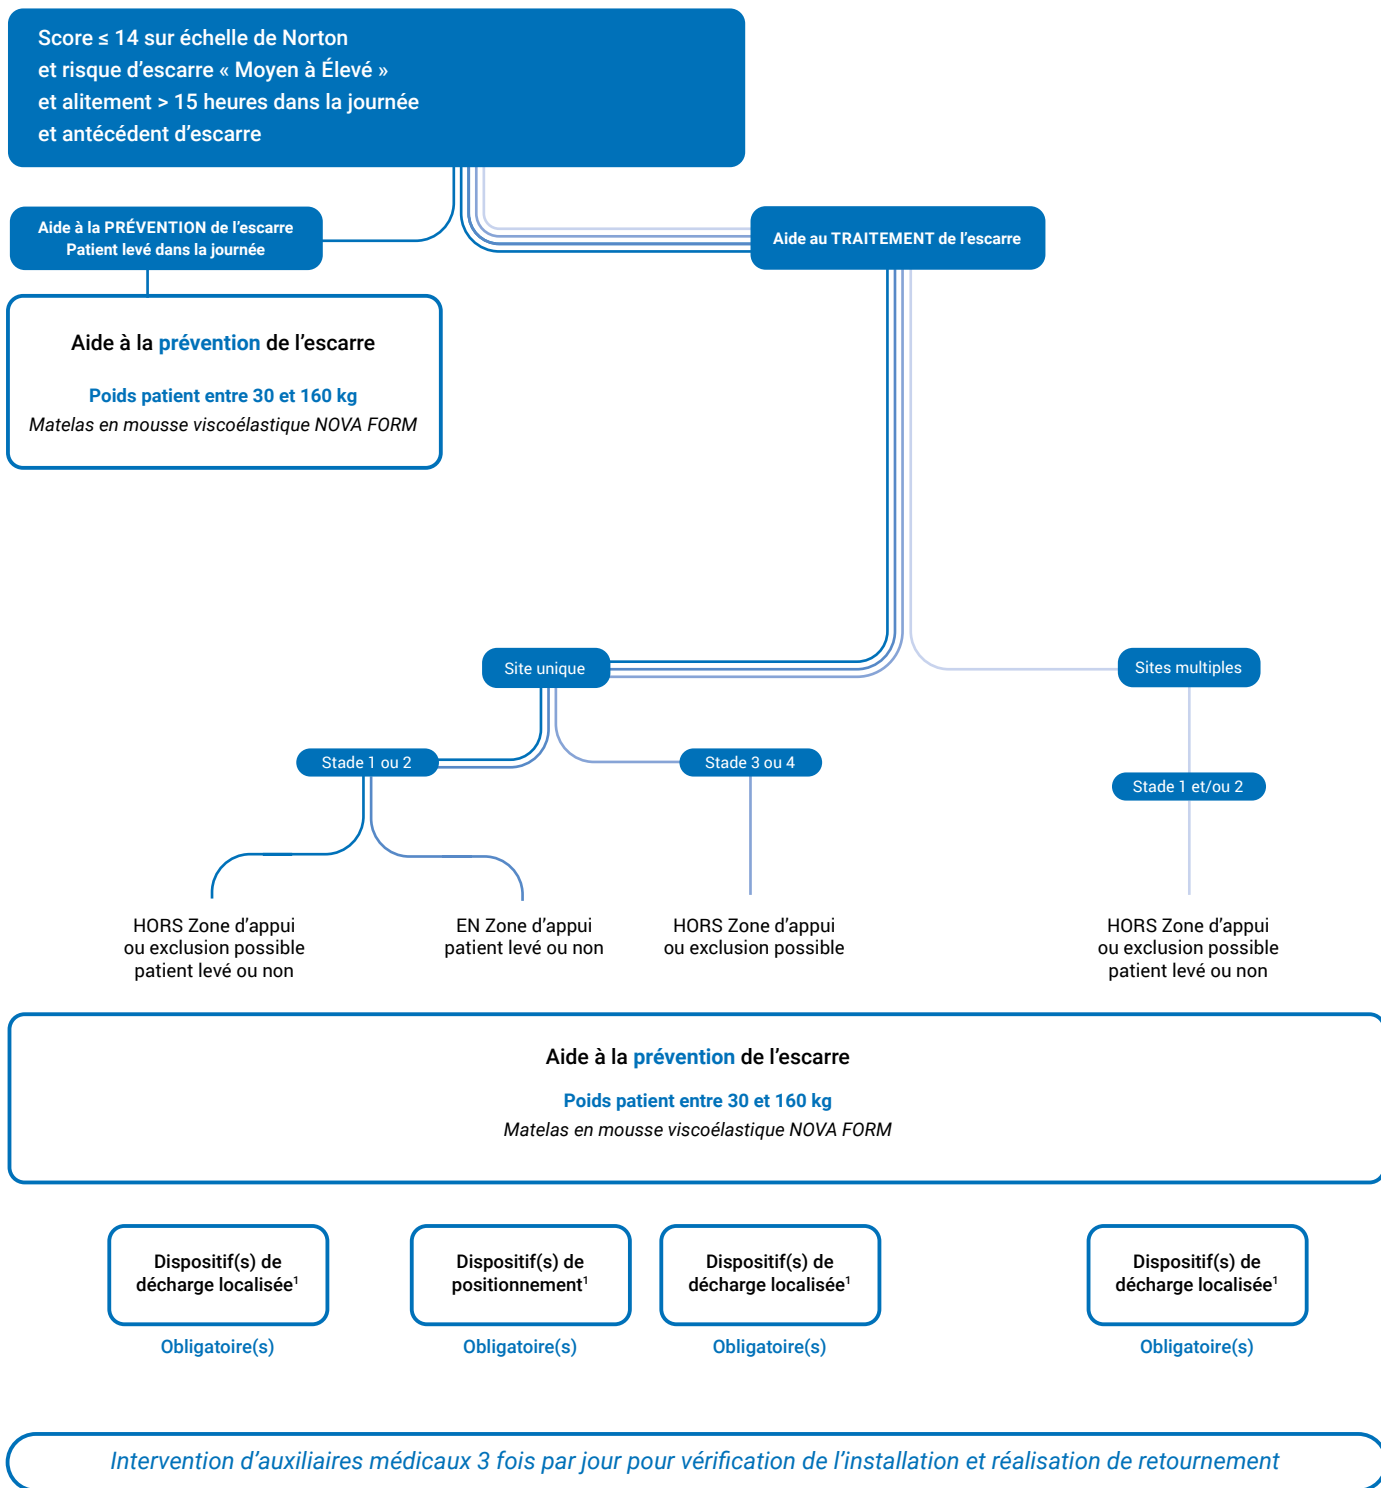 Score ≤ 14 sur échelle de Norton
et risque d'escarre « Moyen à Élevé »
et alitement > 15 heures dans la journée
et antécédent d'escarre
Aide à la PRÉVENTION de l'escarre
Patient levé dans la journée
Aide au TRAITEMENT de l'escarre
Aide à la prévention de l'escarre
Poids patient entre 30 et 160 kg
Matelas en mousse viscoélastique NOVA FORM
Site unique
Sites multiples
Stade 1 ou 2
Stade 3 ou 4
Stade 1 et/ou 2
HORS Zone d'appui
ou exclusion possible
patient levé ou non
EN Zone d'appui
patient levé ou non
HORS Zone d'appui
ou exclusion possible
HORS Zone d'appui
ou exclusion possible
patient levé ou non
Aide à la prévention de l'escarre
Poids patient entre 30 et 160 kg
Matelas en mousse viscoélastique NOVA FORM
Dispositif(s) de
décharge localisée¹
Obligatoire(s)
Dispositif(s) de
positionnement¹
Obligatoire(s)
Dispositif(s) de
décharge localisée¹
Obligatoire(s)
Dispositif(s) de
décharge localisée¹
Obligatoire(s)
Intervention d'auxiliaires médicaux 3 fois par jour pour vérification de l'installation et réalisation de retournement